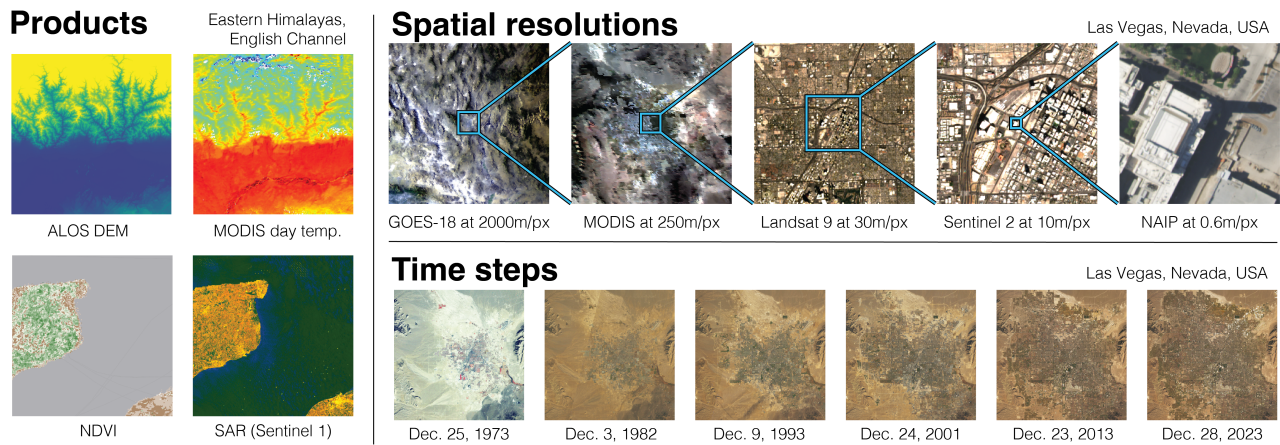 Products
Eastern Himalayas,
English Channel
ALOS DEM
MODIS day temp.
NDVI
SAR (Sentinel 1)
Spatial resolutions
Las Vegas, Nevada, USA
GOES-18 at 2000m/px
MODIS at 250m/px
Landsat 9 at 30m/px
Sentinel 2 at 10m/px
NAIP at 0.6m/px
Time steps
Las Vegas, Nevada, USA
Dec. 25, 1973
Dec. 3, 1982
Dec. 9, 1993
Dec. 24, 2001
Dec. 23, 2013
Dec. 28, 2023